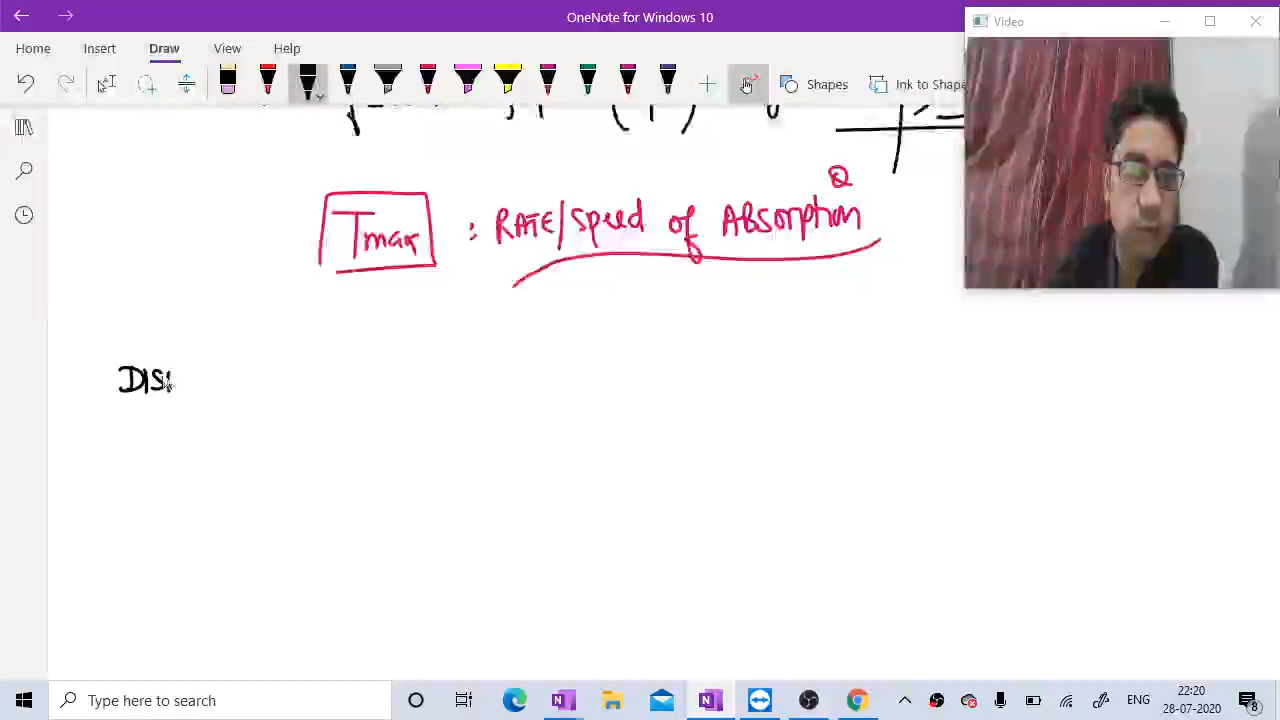 OneNote for Windows 10
Video
Home Insert Draw View Help
Shapes
Ink to Shape
Q
Tmax : RATE/speed of Absorption
DIS
Type here to search
ENG
22:20
28-07-2020
8